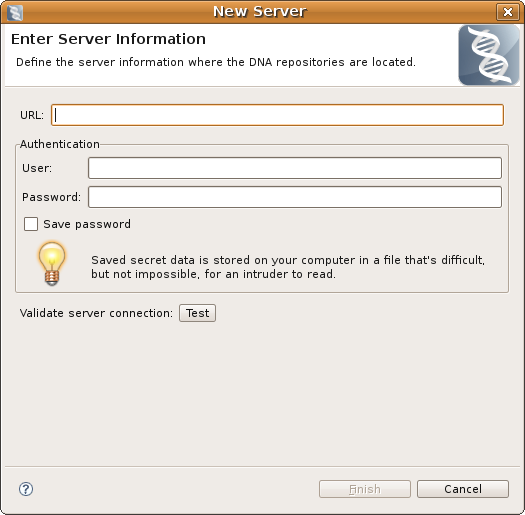 New Server
Enter Server Information
Define the server information where the DNA repositories are located.
URL:
Authentication
User:
Password:
Save password
Saved secret data is stored on your computer in a file that's difficult,
but not impossible, for an intruder to read.
Validate server connection: Test
? Finish Cancel